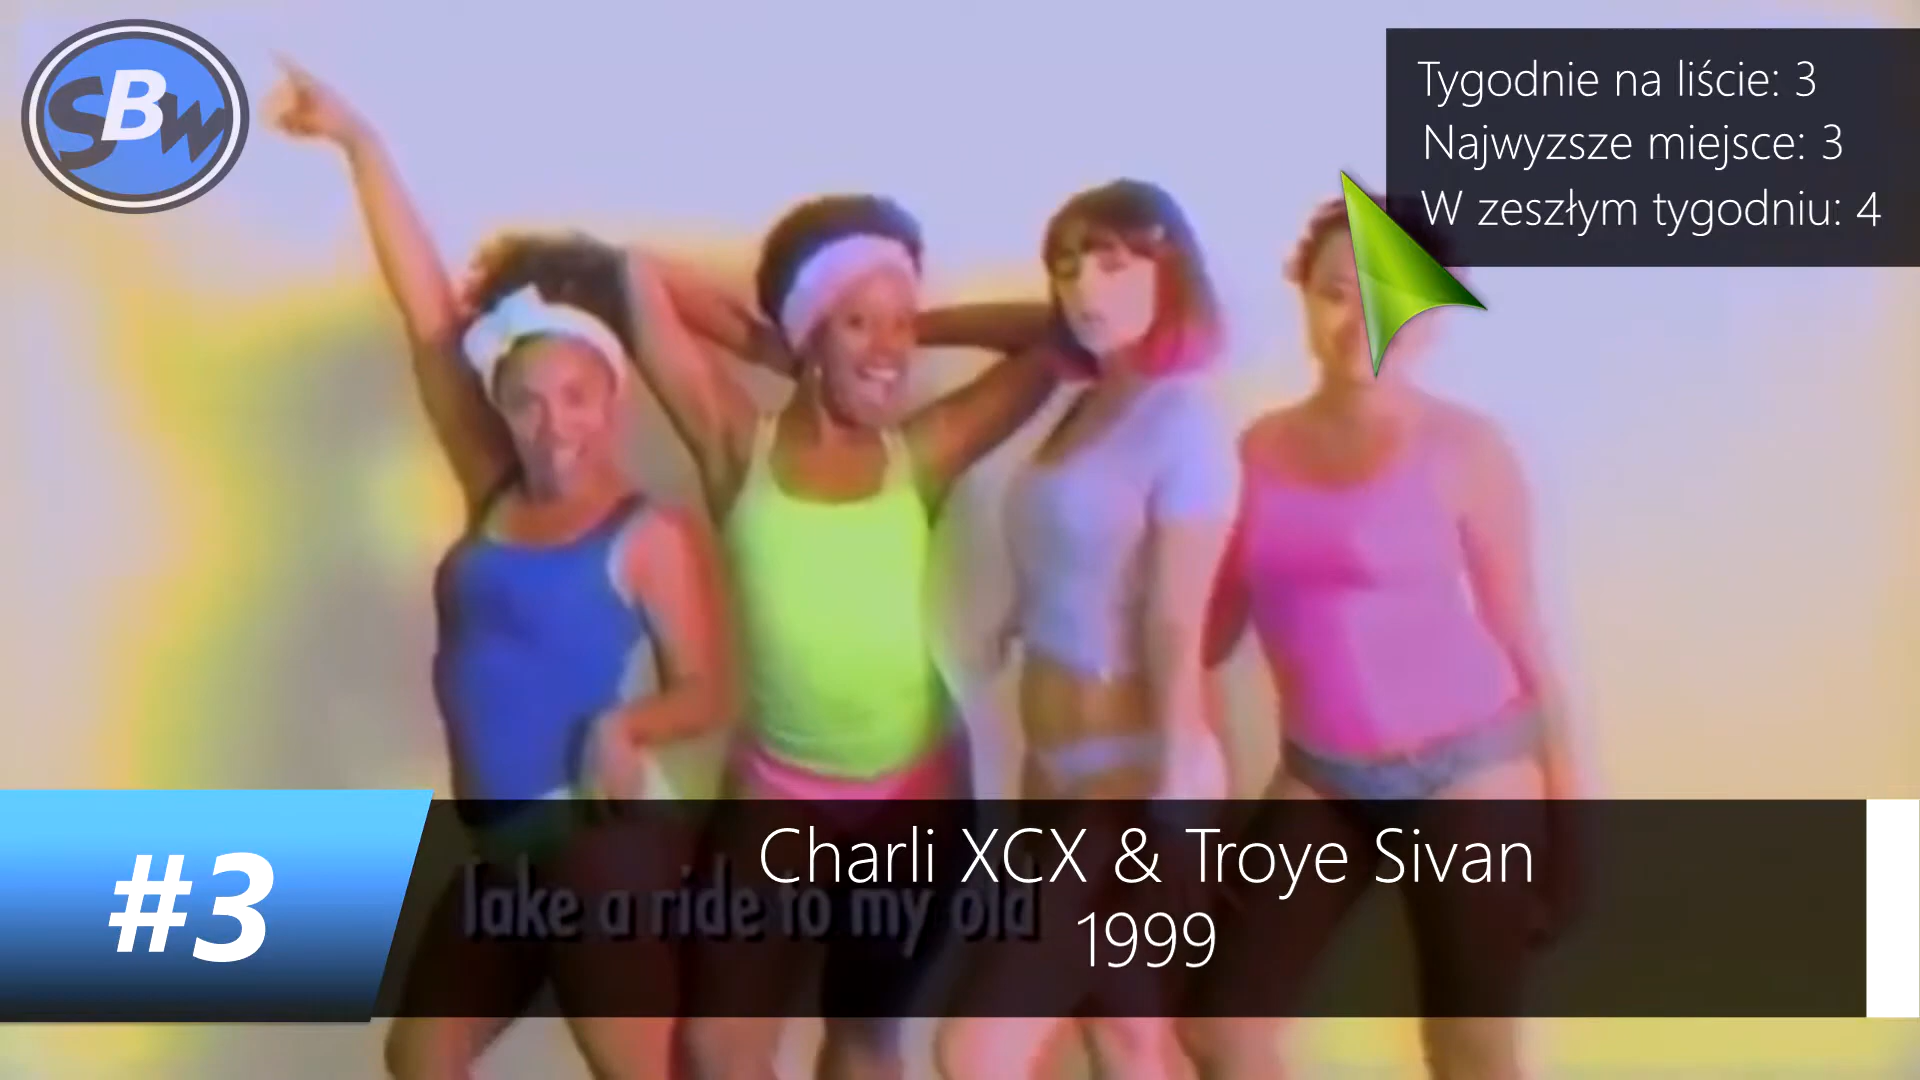 SBW
Tygodnie na liście: 3
Najwyzsze miejsce: 3
W zeszłym tygodniu: 4
#3
Charli XCX & Troye Sivan
1999
Take a ride to my old